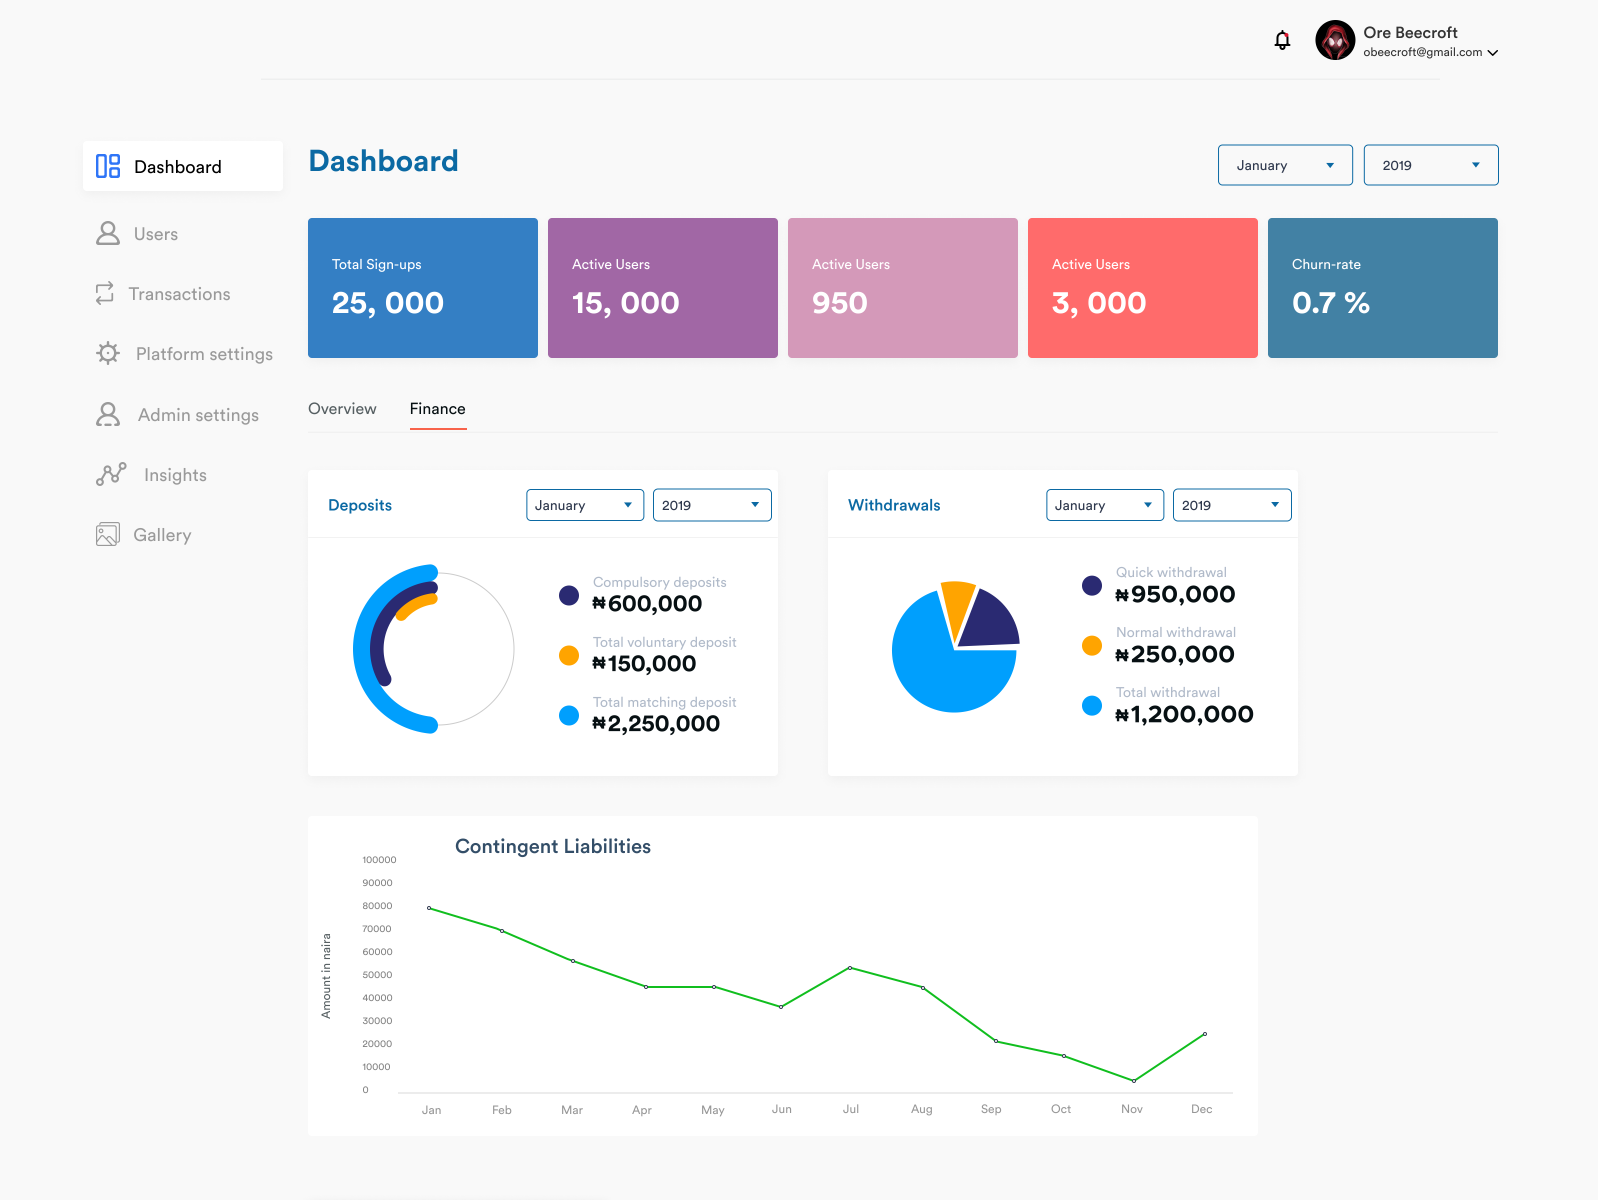 Ore Beecroft
obeecroft@gmail.com
Dashboard
Users
Transactions
Platform settings
Admin settings
Insights
Gallery
Dashboard
January
2019
Total Sign-ups
25, 000
Active Users
15, 000
Active Users
950
Active Users
3, 000
Churn-rate
0.7 %
Overview
Finance
Deposits
January
2019
Compulsory deposits
₦600,000
Total voluntary deposit
₦150,000
Total matching deposit
₦2,250,000
Withdrawals
January
2019
Quick withdrawal
₦950,000
Normal withdrawal
₦250,000
Total withdrawal
₦1,200,000
Contingent Liabilities
Amount in naira
100000
90000
80000
70000
60000
50000
40000
30000
20000
10000
0
Jan Feb Mar Apr May Jun Jul Aug Sep Oct Nov Dec